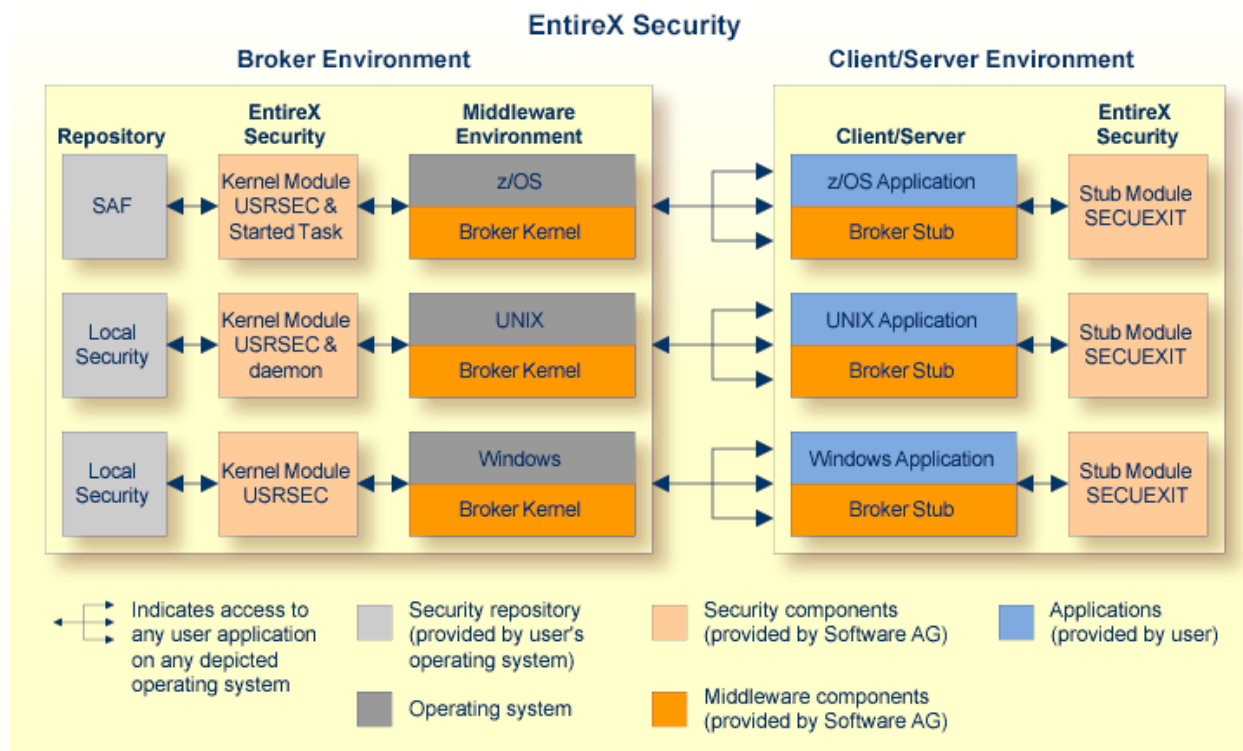 EntireX Security
Broker Environment
Client/Server Environment
Repository
EntireX
Security
Middleware
Environment
Client/Server
EntireX
Security
SAF
Kernel Module
USRSEC &
Started Task
z/OS
Broker Kernel
z/OS Application
Broker Stub
Stub Module
SECUEXIT
Local
Security
Kernel Module
USRSEC &
daemon
UNIX
Broker Kernel
UNIX Application
Broker Stub
Stub Module
SECUEXIT
Local
Security
Kernel Module
USRSEC
Windows
Broker Kernel
Windows Application
Broker Stub
Stub Module
SECUEXIT
Indicates access to
any user application
on any depicted
operating system
Security repository
(provided by user's
operating system)
Operating system
Security components
(provided by Software AG)
Middleware components
(provided by Software AG)
Applications
(provided by user)